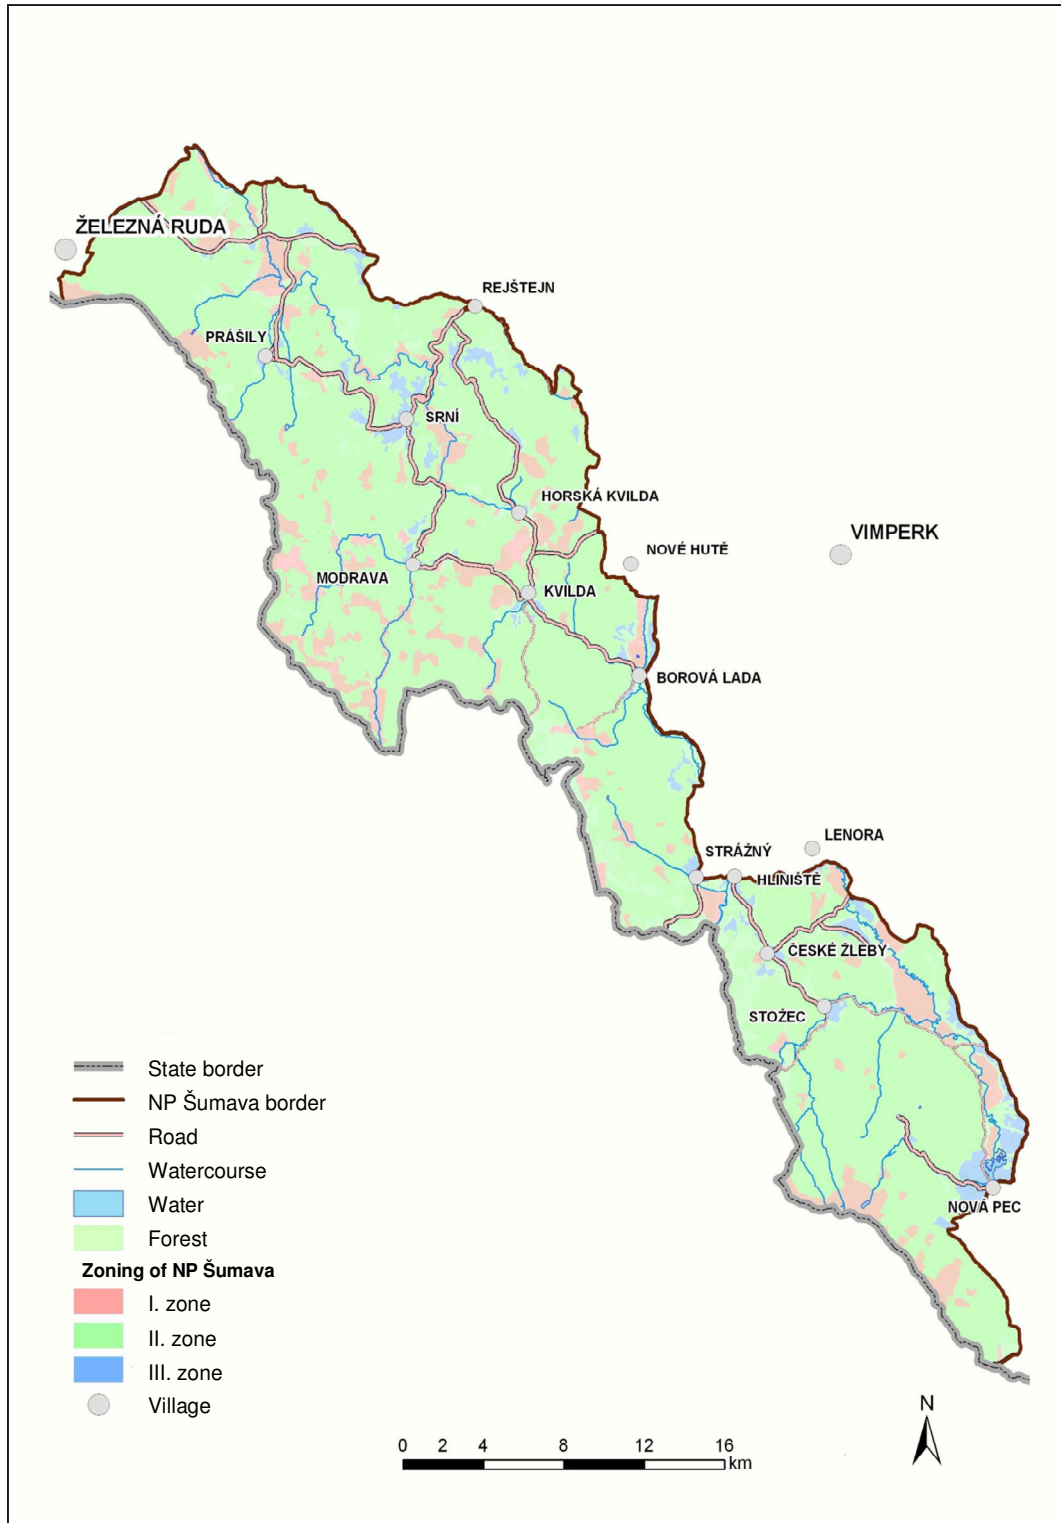 ŽELEZNÁ RUDA
REJŠTEJN
PRÁŠILY
SRNÍ
HORSKÁ KVILDA
VIMPERK
NOVÉ HUTĚ
MODRAVA
KVILDA
BOROVÁ LADA
LENORA
STRÁŽNÝ
HLINIŠTĚ
ČESKÉ ŽLEBY
STOŽEC
NOVÁ PEC
State border
NP Šumava border
Road
Watercourse
Water
Forest
Zoning of NP Šumava
I. zone
II. zone
III. zone
Village
N
0 2 4 8 12 16
km